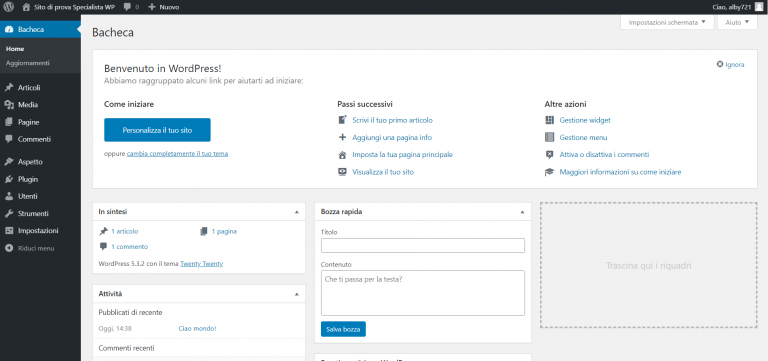 Sito di prova Specialista WP 0 Nuovo Ciao, alby721
Bacheca
Home
Aggiornamenti
Articoli
Media
Pagine
Commenti
Aspetto
Plugin
Utenti
Strumenti
Impostazioni
Riduci menu
Impostazioni schermata Aiuto
Bacheca
Benvenuto in WordPress!
Abbiamo raggruppato alcuni link per aiutarti ad iniziare:
Ignora
Come iniziare
Personalizza il tuo sito
oppure cambia completamente il tuo tema
Passi successivi
Scrivi il tuo primo articolo
Aggiungi una pagina info
Imposta la tua pagina principale
Visualizza il tuo sito
Altre azioni
Gestione widget
Gestione menu
Attiva o disattiva i commenti
Maggiori informazioni su come iniziare
In sintesi
1 articolo 1 pagina
1 commento
WordPress 5.3.2 con il tema Twenty Twenty
Attività
Pubblicati di recente
Oggi, 14:38 Ciao mondo!
Commenti recenti
Bozza rapida
Titolo
Contenuto
Che ti passa per la testa?
Salva bozza
Trascina qui i riquadri